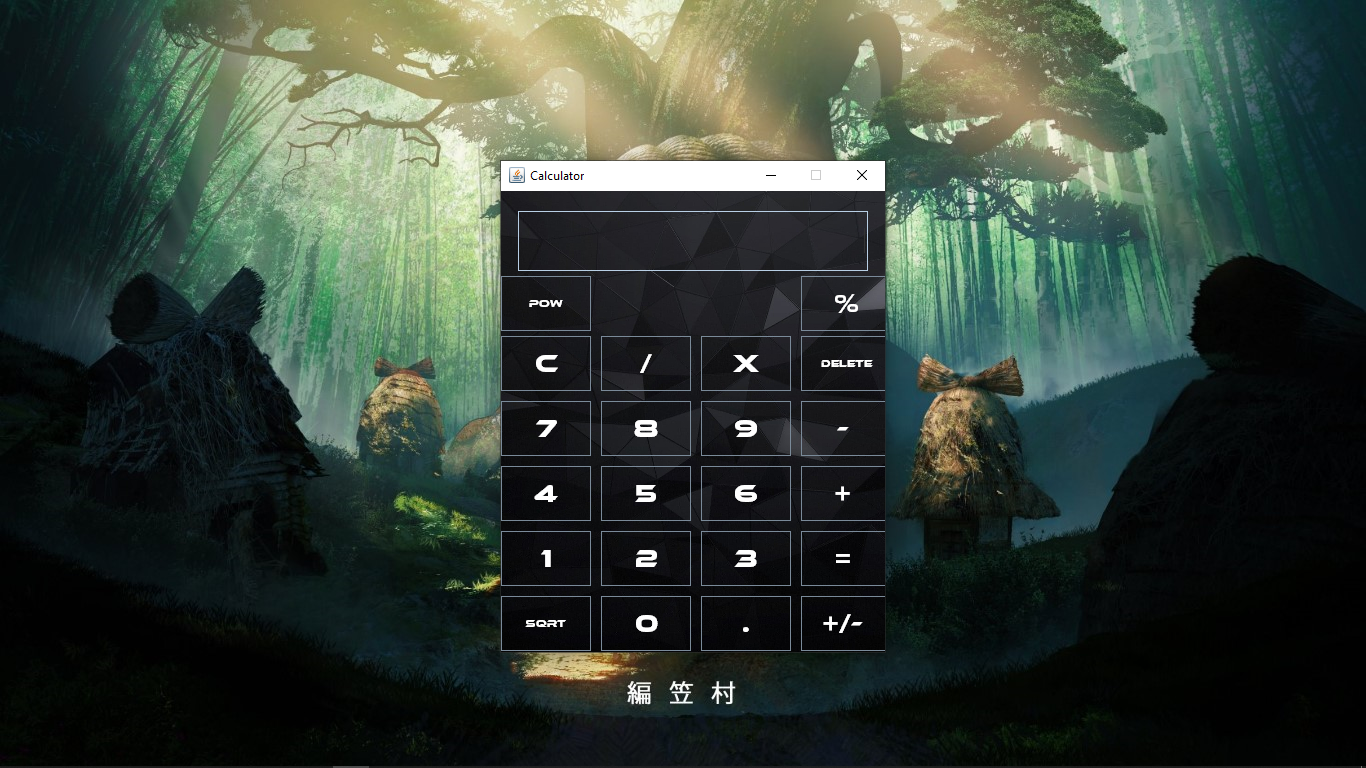 Calculator
POW %
C / X DELETE
7 8 9 -
4 5 6 +
1 2 3 =
SQRT 0 . +/-
編笠村